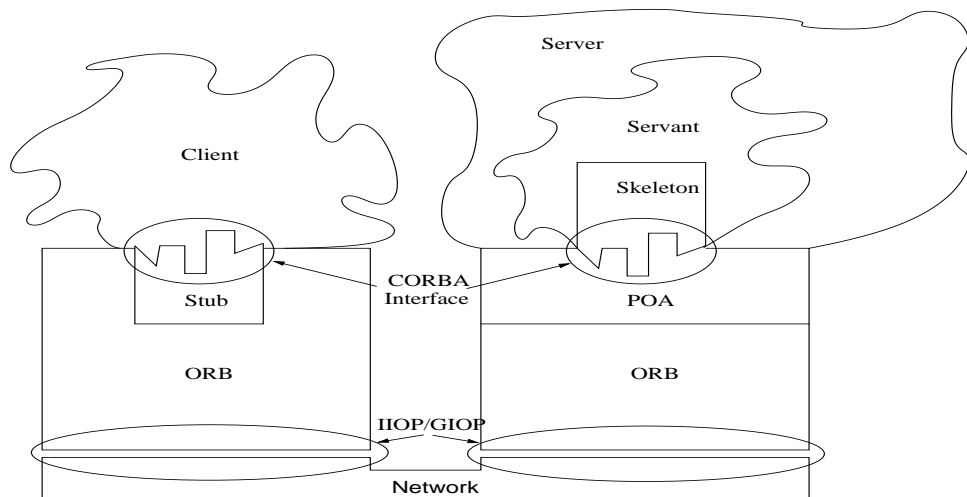 Server
Client
Servant
Skeleton
CORBA
Interface
Stub
POA
ORB
ORB
IIOP/GIOP
Network